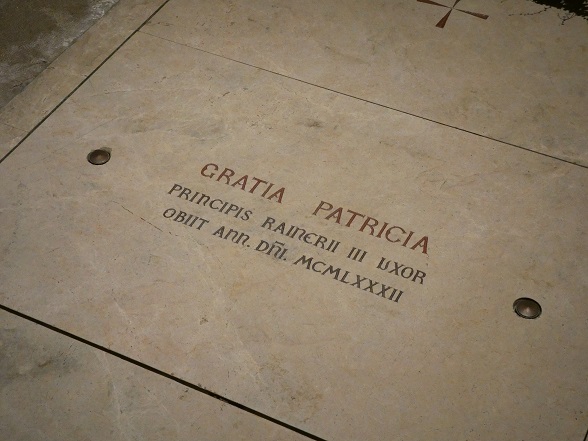 GRATIA PATRICIA
PRINCIPIS RAINERII III UXOR
OBIIT ANN. DÑI. MCMLXXXII